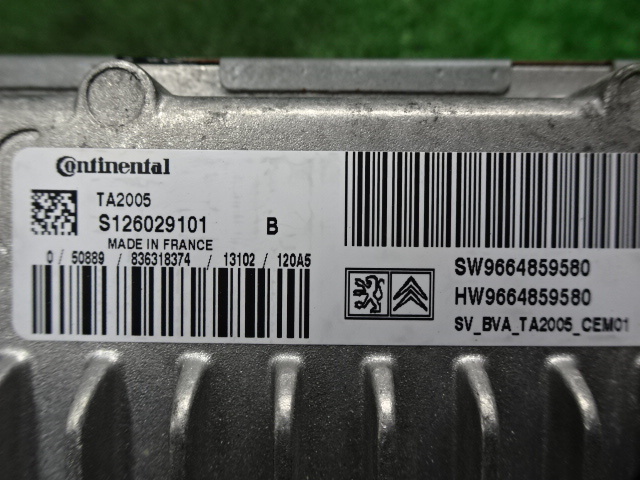 Continental
TA2005
S126029101 B
MADE IN FRANCE
0 / 50889 / 836318374 / 13102 / 120A5
SW9664859580
HW9664859580
SV_BVA_TA2005_CEM01